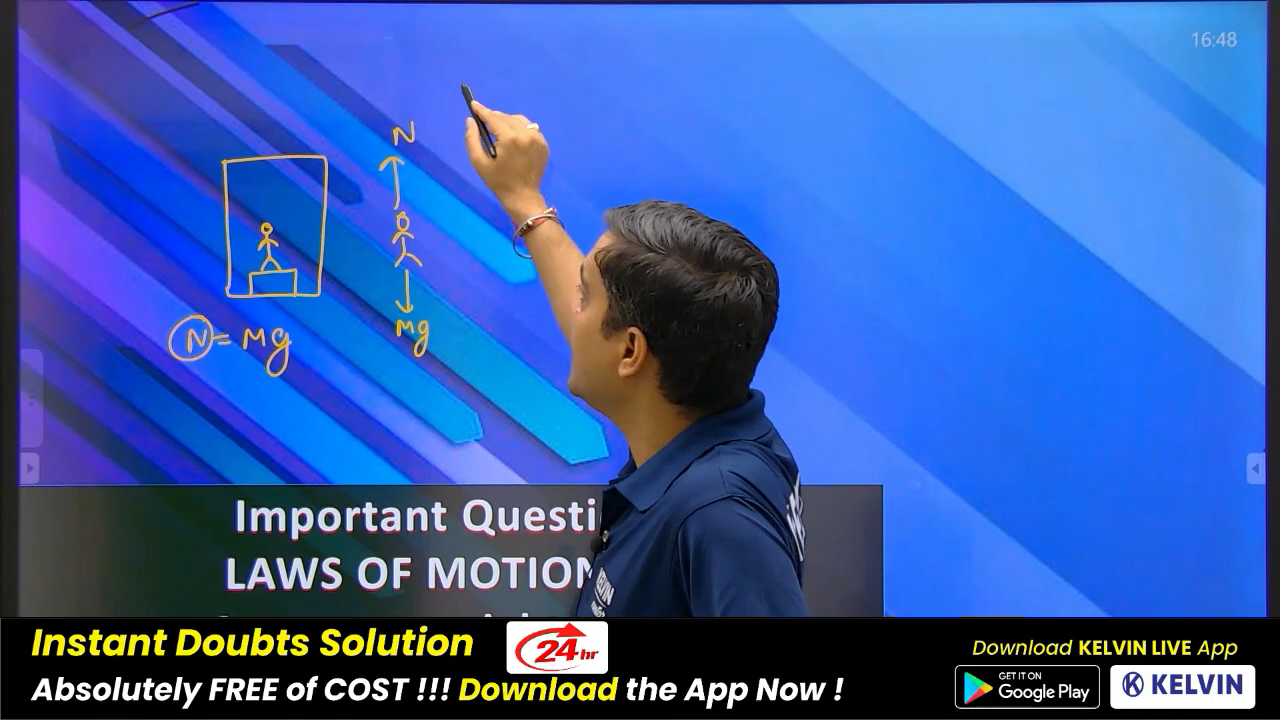 16:48
N
Mg
N = Mg
Important Questi
LAWS OF MOTION
Instant Doubts Solution
24hr
Absolutely FREE of COST !!! Download the App Now !
Download KELVIN LIVE App
GET IT ON
Google Play
KELVIN